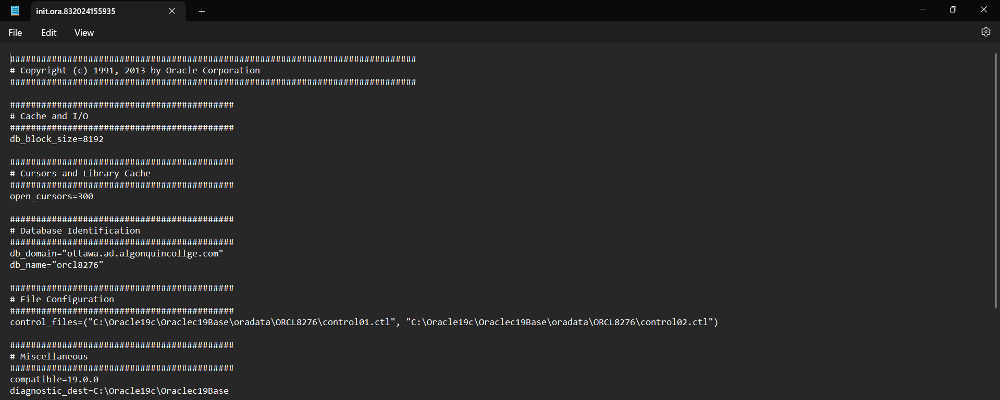 init.ora.832024155935
File Edit View
##############################################################################
# Copyright (c) 1991, 2013 by Oracle Corporation
##############################################################################
###########################################
# Cache and I/O
###########################################
db_block_size=8192
###########################################
# Cursors and Library Cache
###########################################
open_cursors=300
###########################################
# Database Identification
###########################################
db_domain="ottawa.ad.algonquincollge.com"
db_name="orcl8276"
###########################################
# File Configuration
###########################################
control_files=("C:\Oracle19c\Oraclec19Base\oradata\ORCL8276\control01.ctl", "C:\Oracle19c\Oraclec19Base\oradata\ORCL8276\control02.ctl")
###########################################
# Miscellaneous
###########################################
compatible=19.0.0
diagnostic_dest=C:\Oracle19c\Oraclec19Base